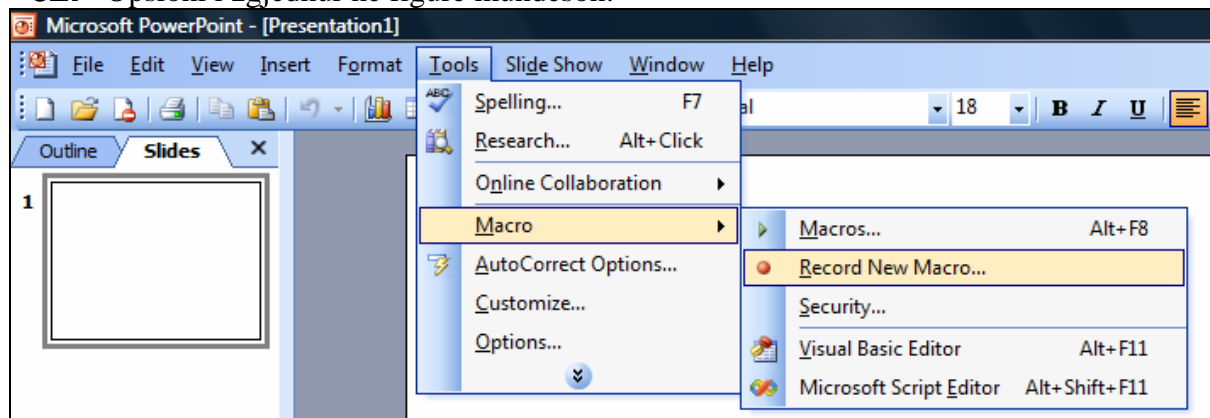 Microsoft PowerPoint - [Presentation1]
File Edit View Insert Format Tools Slide Show Window Help
18 B I U
Outline Slides ×
1
Spelling... F7
Research... Alt+Click
Online Collaboration
Macro
AutoCorrect Options...
Customize...
Options...
Macros... Alt+F8
Record New Macro...
Security...
Visual Basic Editor Alt+F11
Microsoft Script Editor Alt+Shift+F11